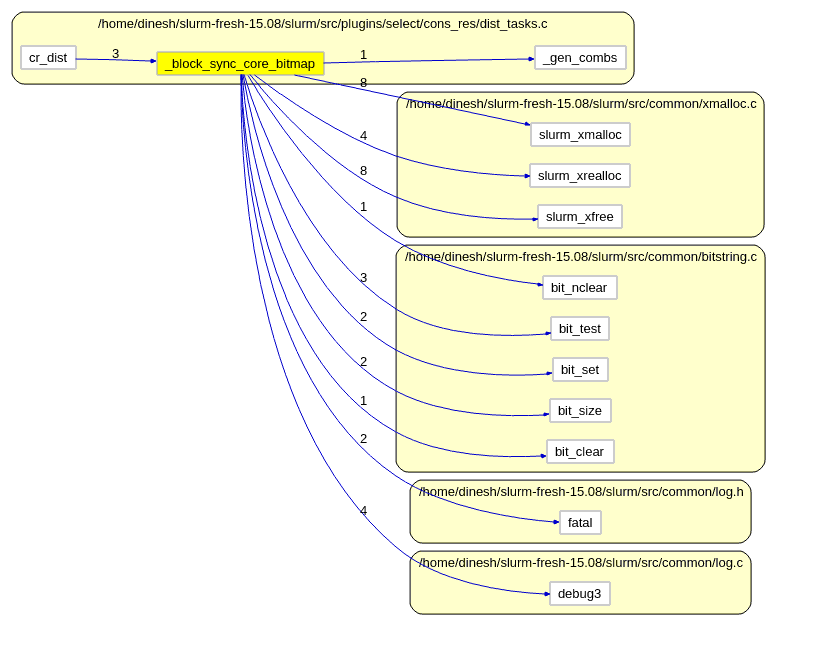 /home/dinesh/slurm-fresh-15.08/slurm/src/plugins/select/cons_res/dist_tasks.c
cr_dist
3
_block_sync_core_bitmap
1
_gen_combs
8
/home/dinesh/slurm-fresh-15.08/slurm/src/common/xmalloc.c
slurm_xmalloc
4
slurm_xrealloc
8
slurm_xfree
1
/home/dinesh/slurm-fresh-15.08/slurm/src/common/bitstring.c
bit_nclear
3
bit_test
2
bit_set
2
bit_size
1
bit_clear
2
/home/dinesh/slurm-fresh-15.08/slurm/src/common/log.h
fatal
4
/home/dinesh/slurm-fresh-15.08/slurm/src/common/log.c
debug3